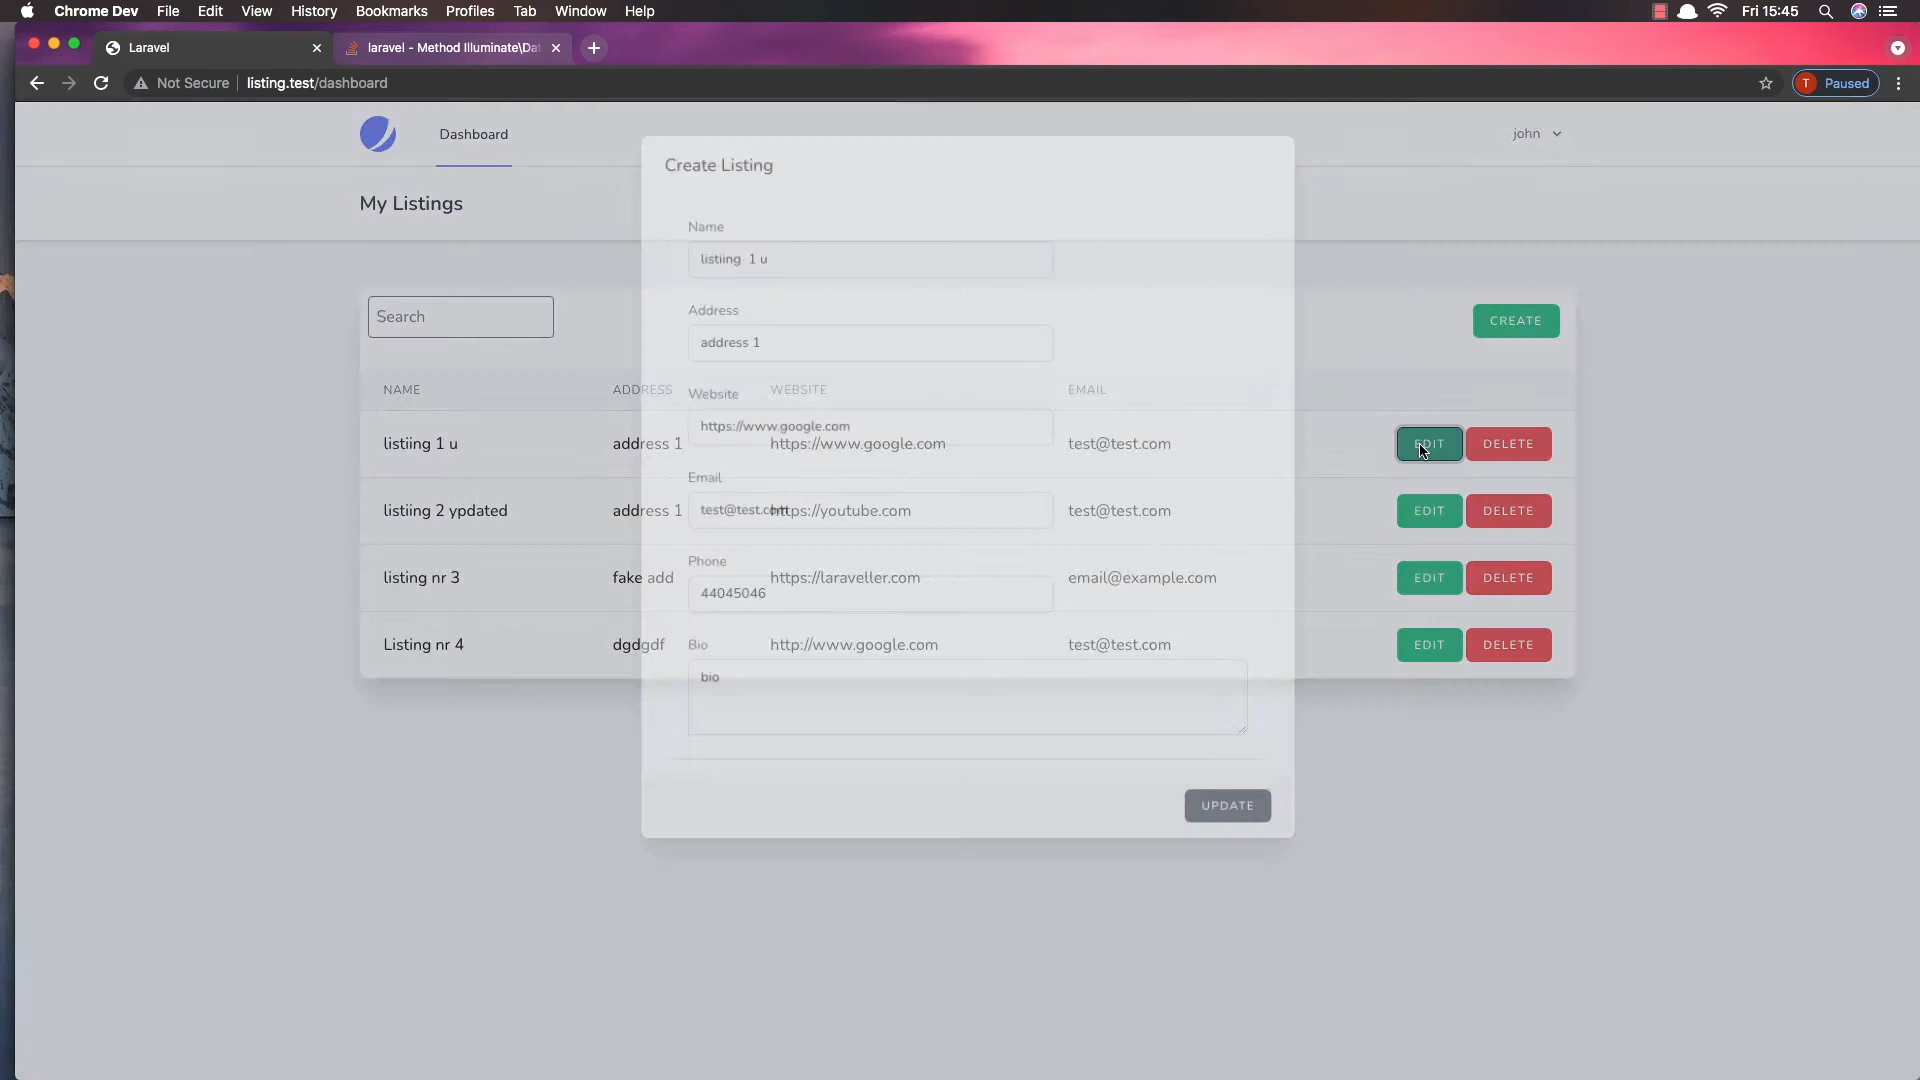 Chrome Dev File Edit View History Bookmarks Profiles Tab Window Help Fri 15:45
Laravel laravel - Method Illuminate\Dat
Not Secure listing.test/dashboard T Paused
Dashboard john
Create Listing
My Listings
Name
listiing 1 u
Address
address 1
Search
CREATE
NAME ADDRESS WEBSITE EMAIL
Website
https://www.google.com
listiing 1 u address 1 https://www.google.com test@test.com EDIT DELETE
Email
test@test.com
listiing 2 ypdated address 1 https://youtube.com test@test.com EDIT DELETE
Phone
44045046
listing nr 3 fake add https://laraveller.com email@example.com EDIT DELETE
Bio
bio
Listing nr 4 dgdgdf http://www.google.com test@test.com EDIT DELETE
UPDATE